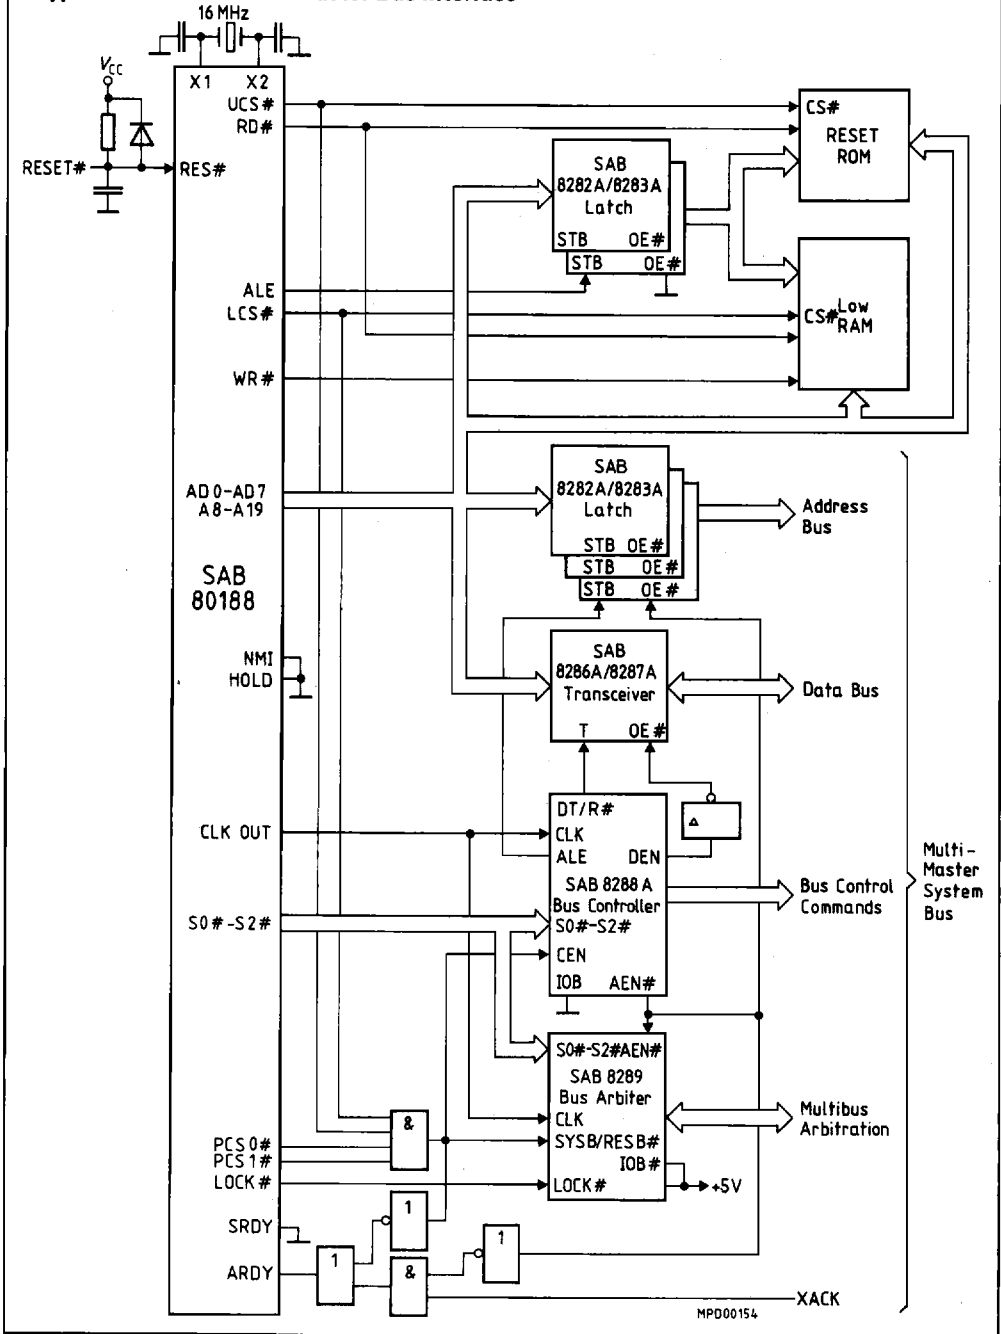 16 MHz
VCC
X1 X2
UCS#
RD#
RESET#
RES#
CS#
RESET
ROM
SAB
8282A/8283A
Latch
STB OE#
STB OE#
ALE
LCS#
CS# Low
RAM
WR#
SAB
8282A/8283A
Latch
STB OE#
STB OE#
STB OE#
AD0-AD7
A8-A19
Address
Bus
SAB
80188
NMI
HOLD
SAB
8286A/8287A
Transceiver
T OE#
Data Bus
DT/R#
CLK OUT
CLK
ALE DEN
SAB 8288A
Bus Controller
S0#-S2#
S0#-S2#
CEN
IOB AEN#
Bus Control
Commands
Multi-
Master
System
Bus
S0#-S2#AEN#
SAB 8289
Bus Arbiter
CLK
SYSB/RESB#
IOB#
LOCK#
+5V
Multibus
Arbitration
&
PCS0#
PCS1#
LOCK#
SRDY
ARDY
1
1
&
1
XACK
MPD00154